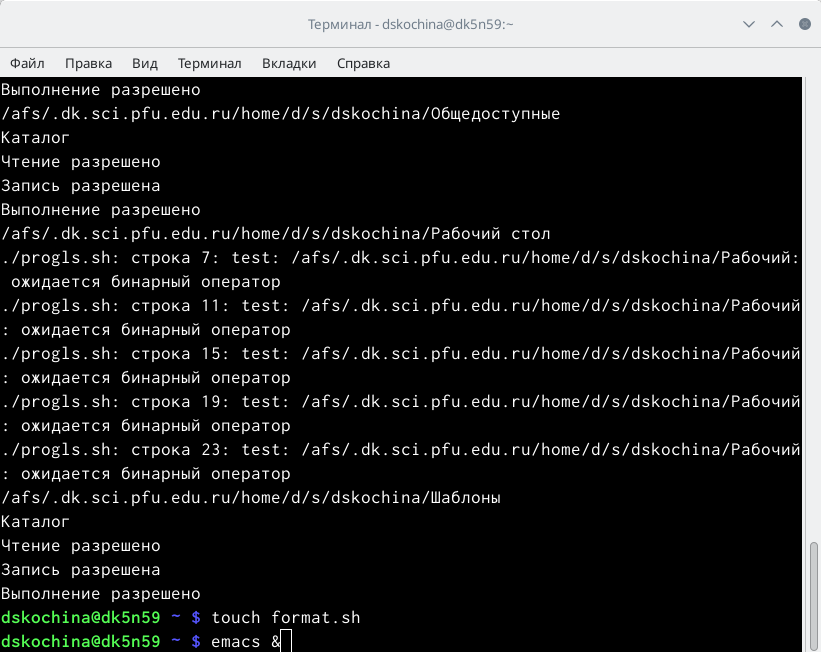 Терминал - dskochina@dk5n59:~
Файл Правка Вид Терминал Вкладки Справка
Выполнение разрешено
/afs/.dk.sci.pfu.edu.ru/home/d/s/dskochina/Общедоступные
Каталог
Чтение разрешено
Запись разрешена
Выполнение разрешено
/afs/.dk.sci.pfu.edu.ru/home/d/s/dskochina/Рабочий стол
./progls.sh: строка 7: test: /afs/.dk.sci.pfu.edu.ru/home/d/s/dskochina/Рабочий:
 ожидается бинарный оператор
./progls.sh: строка 11: test: /afs/.dk.sci.pfu.edu.ru/home/d/s/dskochina/Рабочий
: ожидается бинарный оператор
./progls.sh: строка 15: test: /afs/.dk.sci.pfu.edu.ru/home/d/s/dskochina/Рабочий
: ожидается бинарный оператор
./progls.sh: строка 19: test: /afs/.dk.sci.pfu.edu.ru/home/d/s/dskochina/Рабочий
: ожидается бинарный оператор
./progls.sh: строка 23: test: /afs/.dk.sci.pfu.edu.ru/home/d/s/dskochina/Рабочий
: ожидается бинарный оператор
/afs/.dk.sci.pfu.edu.ru/home/d/s/dskochina/Шаблоны
Каталог
Чтение разрешено
Запись разрешена
Выполнение разрешено
dskochina@dk5n59 ~ $ touch format.sh
dskochina@dk5n59 ~ $ emacs &